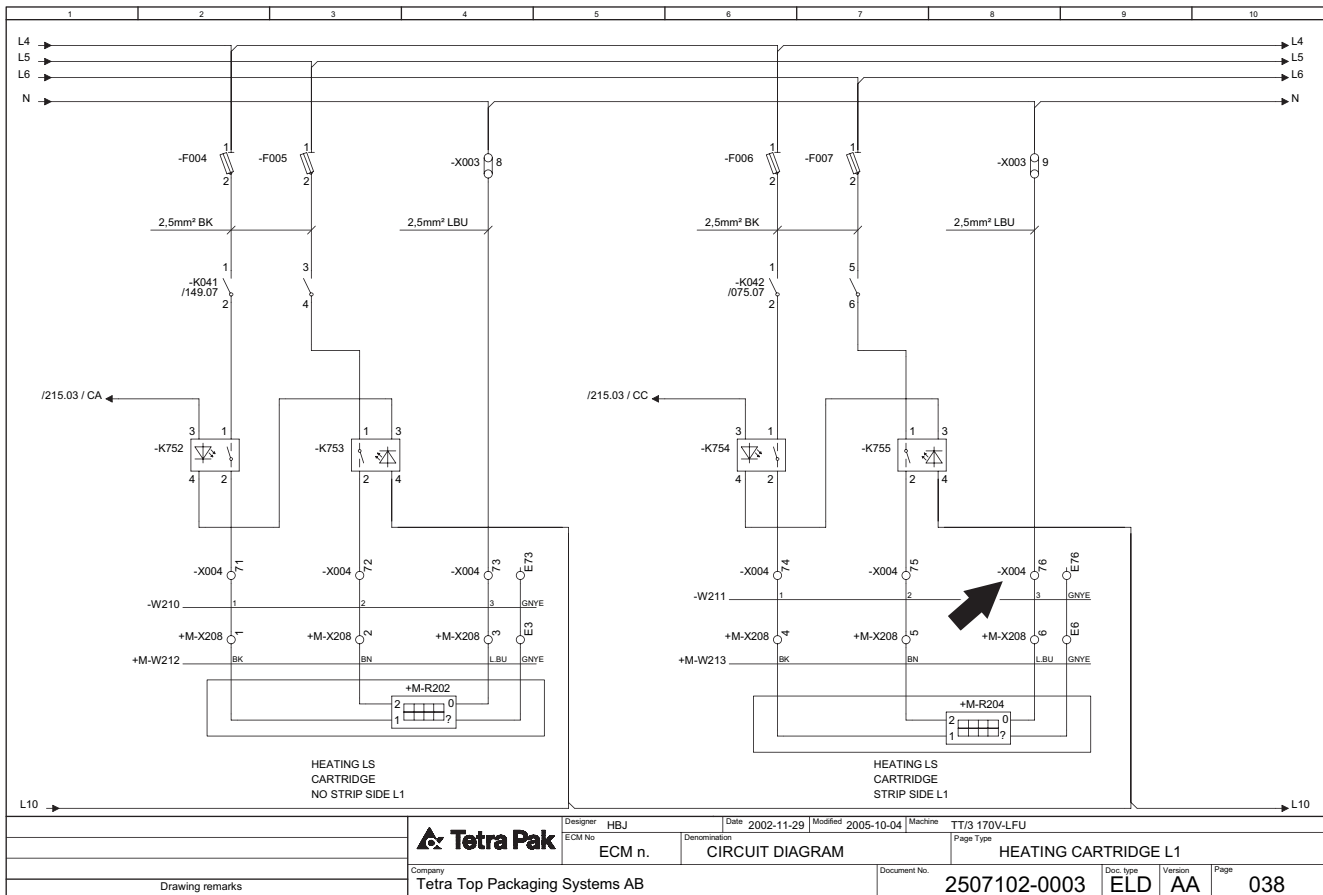 1 2 3 4 5 6 7 8 9 10
L4 L4
L5 L5
L6 L6
N N
-F004 1 2 -F005 1 2 -X003 8 -F006 1 2 -F007 1 2 -X003 9
2,5mm² BK 2,5mm² LBU 2,5mm² BK 2,5mm² LBU
1 3 1 5
-K041 -K042
/149.07 /075.07
2 4 2 6
/215.03 / CA /215.03 / CC
3 1 1 3 3 1 1 3
-K752 -K753 -K754 -K755
4 2 2 4 4 2 2 4
-X004 71 -X004 72 -X004 73 E73 -X004 74 -X004 75 -X004 76 E76
-W210 1 2 3 GNYE -W211 1 2 3 GNYE
+M-X208 1 +M-X208 2 +M-X208 3 E3 +M-X208 4 +M-X208 5 +M-X208 6 E6
+M-W212 BK BN L.BU GNYE +M-W213 BK BN L.BU GNYE
+M-R202 +M-R204
2 0 2 0
1 ? 1 ?
HEATING LS HEATING LS
CARTRIDGE CARTRIDGE
NO STRIP SIDE L1 STRIP SIDE L1
L10 L10
Tetra Pak
Designer HBJ Date 2002-11-29 Modified 2005-10-04 Machine TT/3 170V-LFU
ECM No ECM n. Denomination CIRCUIT DIAGRAM Page Type HEATING CARTRIDGE L1
Drawing remarks
Company Tetra Top Packaging Systems AB Document No. 2507102-0003 Doc. type ELD Version AA Page 038